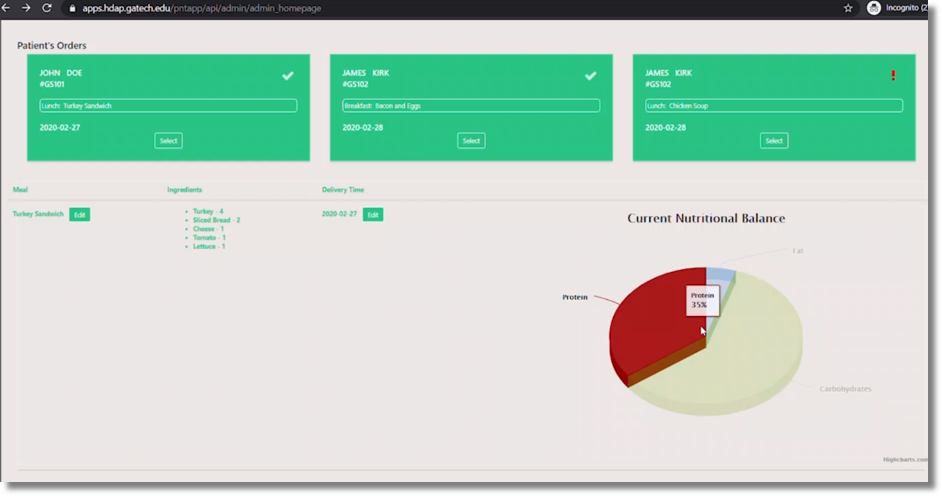 apps.hdap.gatech.edu/pntapp/api/admin/admin_homepage
Incognito (2)
Patient's Orders
JOHN DOE
#GS101
Lunch: Turkey Sandwich
2020-02-27
Select
JAMES KIRK
#GS102
Breakfast: Bacon and Eggs
2020-02-28
Select
JAMES KIRK
#GS102
Lunch: Chicken Soup
2020-02-28
Select
Meal
Ingredients
Delivery Time
Turkey Sandwich Edit
Turkey - 4
Sliced Bread - 2
Cheese - 1
Tomato - 1
Lettuce - 1
2020-02-27 Edit
Current Nutritional Balance
Fat
Protein
Protein
35%
Carbohydrates
Highcharts.com